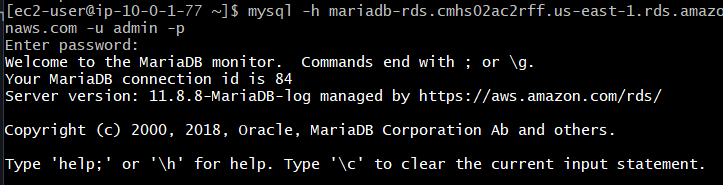 [ec2-user@ip-10-0-1-77 ~]$ mysql -h mariadb-rds.cmhs02ac2rff.us-east-1.rds.amazo
naws.com -u admin -p
Enter password:
Welcome to the MariaDB monitor.  Commands end with ; or \g.
Your MariaDB connection id is 84
Server version: 11.8.8-MariaDB-log managed by https://aws.amazon.com/rds/
Copyright (c) 2000, 2018, Oracle, MariaDB Corporation Ab and others.
Type 'help;' or '\h' for help. Type '\c' to clear the current input statement.